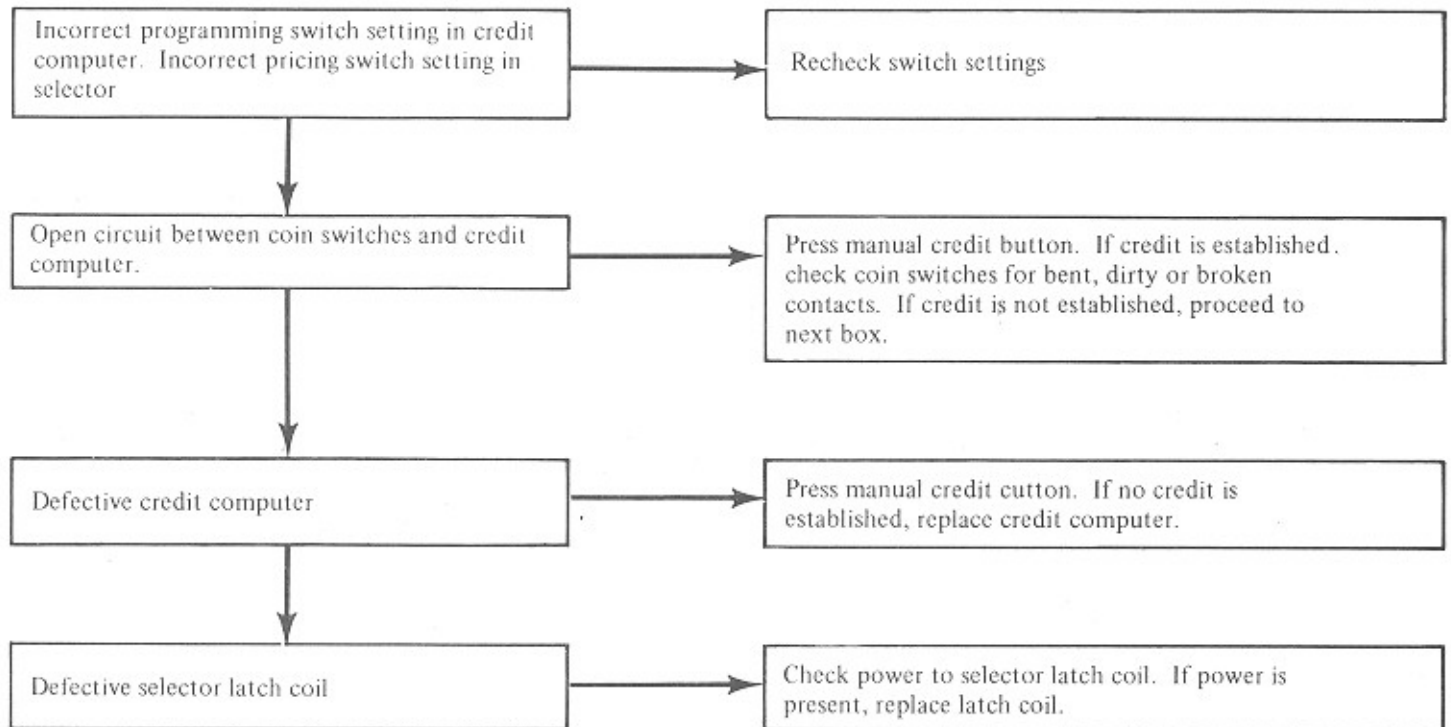 Incorrect programming switch setting in credit
computer. Incorrect pricing switch setting in
selector
Recheck switch settings
Open circuit between coin switches and credit
computer.
Press manual credit button. If credit is established.
check coin switches for bent, dirty or broken
contacts. If credit is not established, proceed to
next box.
Defective credit computer
Press manual credit cutton. If no credit is
established, replace credit computer.
Defective selector latch coil
Check power to selector latch coil. If power is
present, replace latch coil.